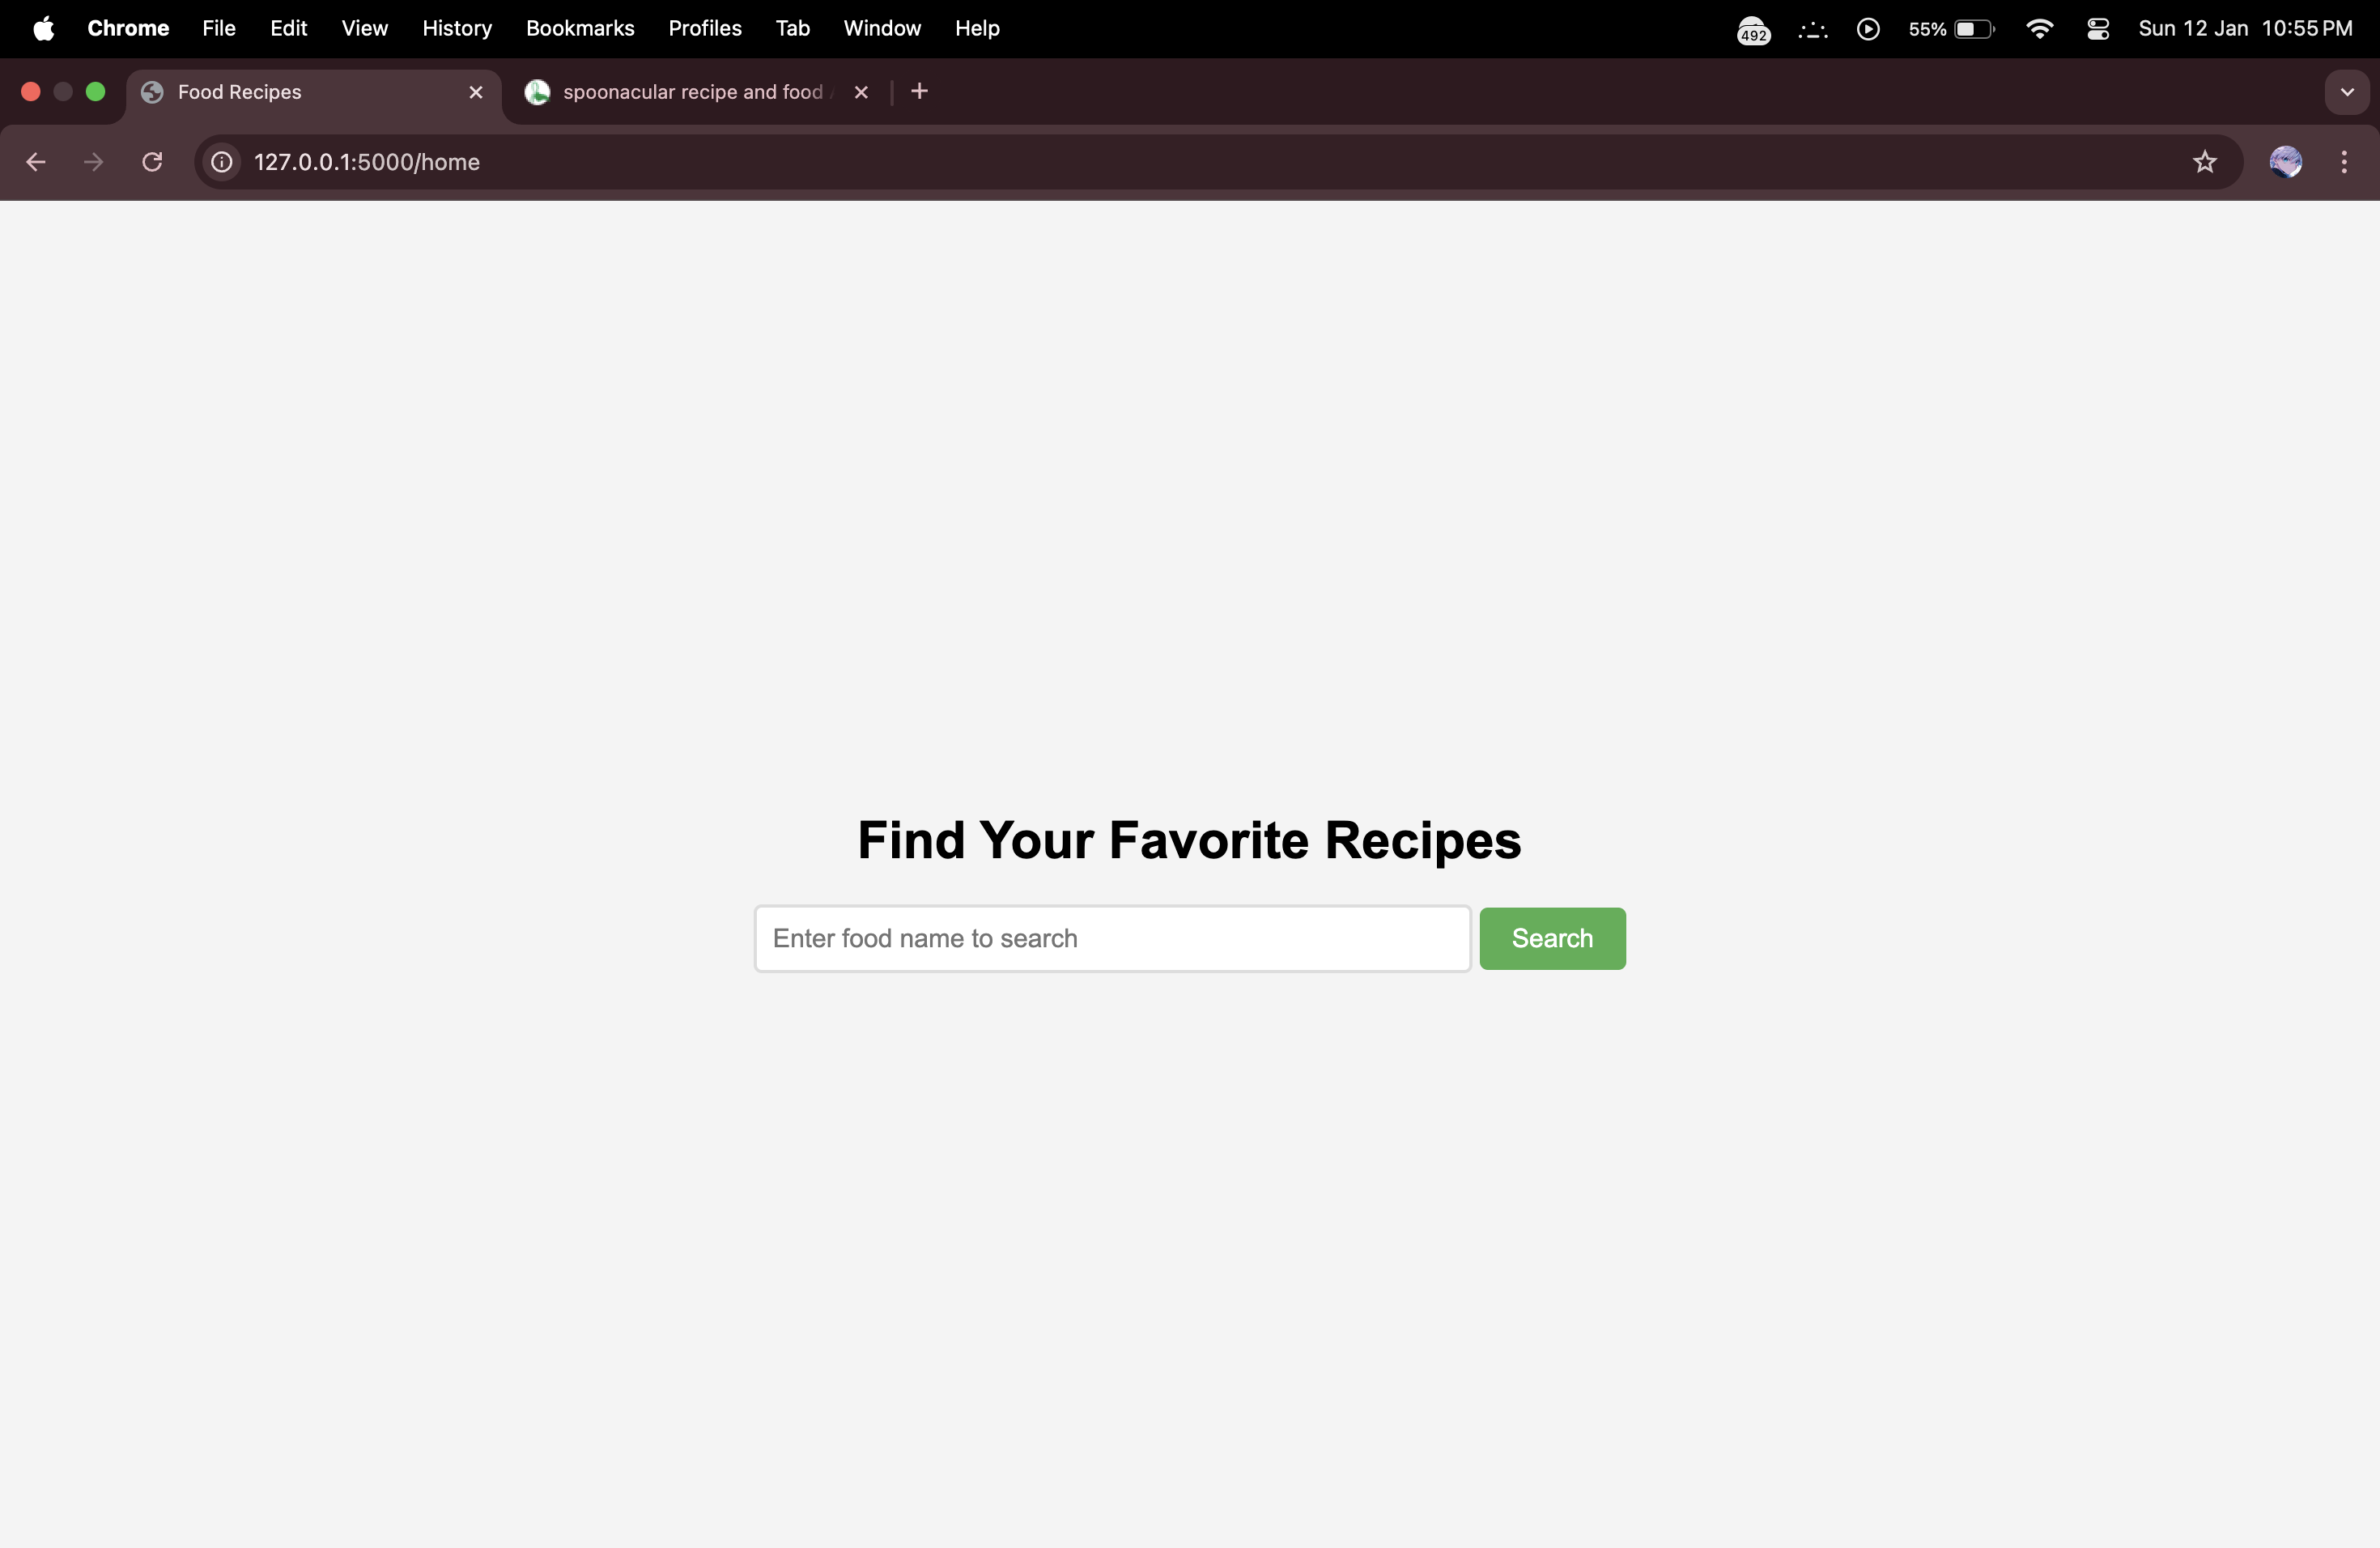 Chrome File Edit View History Bookmarks Profiles Tab Window Help 492 55% Sun 12 Jan 10:55 PM
Food Recipes spoonacular recipe and food
127.0.0.1:5000/home
Find Your Favorite Recipes
Enter food name to search Search